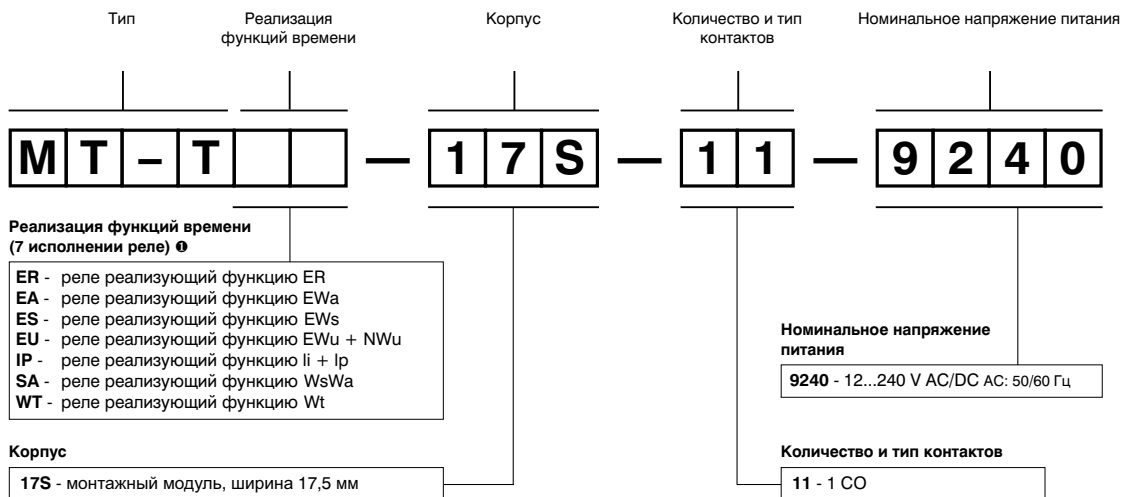 Тип
Реализация
функций времени
Корпус
Количество и тип
контактов
Номинальное напряжение питания
M T – T — 1 7 S — 1 1 — 9 2 4 0
Реализация функций времени
(7 исполнении реле) ❶
ER - реле реализующий функцию ER
EA - реле реализующий функцию EWa
ES - реле реализующий функцию EWs
EU - реле реализующий функцию EWu + NWu
IP - реле реализующий функцию Ii + Ip
SA - реле реализующий функцию WsWa
WT - реле реализующий функцию Wt
Номинальное напряжение
питания
9240 - 12...240 V AC/DC AC: 50/60 Гц
Корпус
17S - монтажный модуль, ширина 17,5 мм
Количество и тип контактов
11 - 1 CO